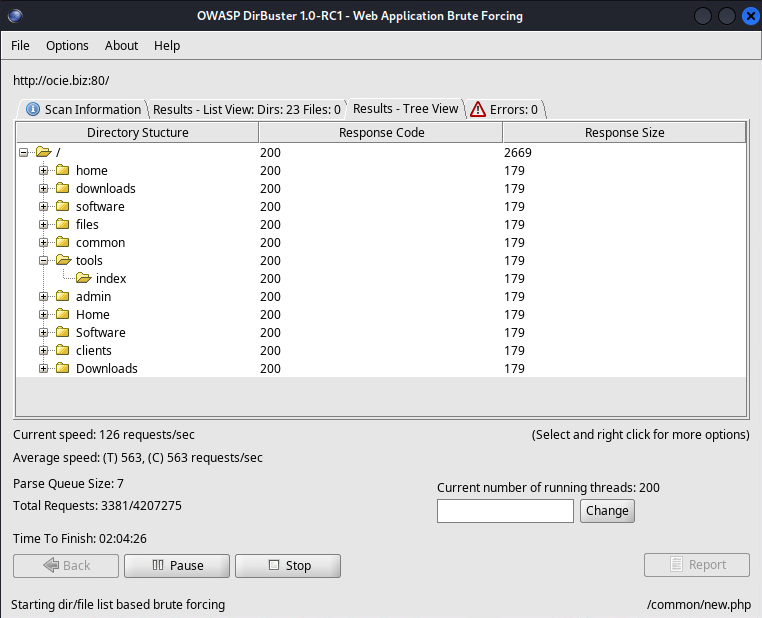 OWASP DirBuster 1.0-RC1 - Web Application Brute Forcing
File Options About Help
http://ocie.biz:80/
Scan Information Results - List View: Dirs: 23 Files: 0 Results - Tree View Errors: 0
Directory Stucture Response Code Response Size
/ 200 2669
home 200 179
downloads 200 179
software 200 179
files 200 179
common 200 179
tools 200 179
index 200 179
admin 200 179
Home 200 179
Software 200 179
clients 200 179
Downloads 200 179
Current speed: 126 requests/sec (Select and right click for more options)
Average speed: (T) 563, (C) 563 requests/sec
Parse Queue Size: 7
Current number of running threads: 200
Total Requests: 3381/4207275
Change
Time To Finish: 02:04:26
Back Pause Stop Report
Starting dir/file list based brute forcing /common/new.php